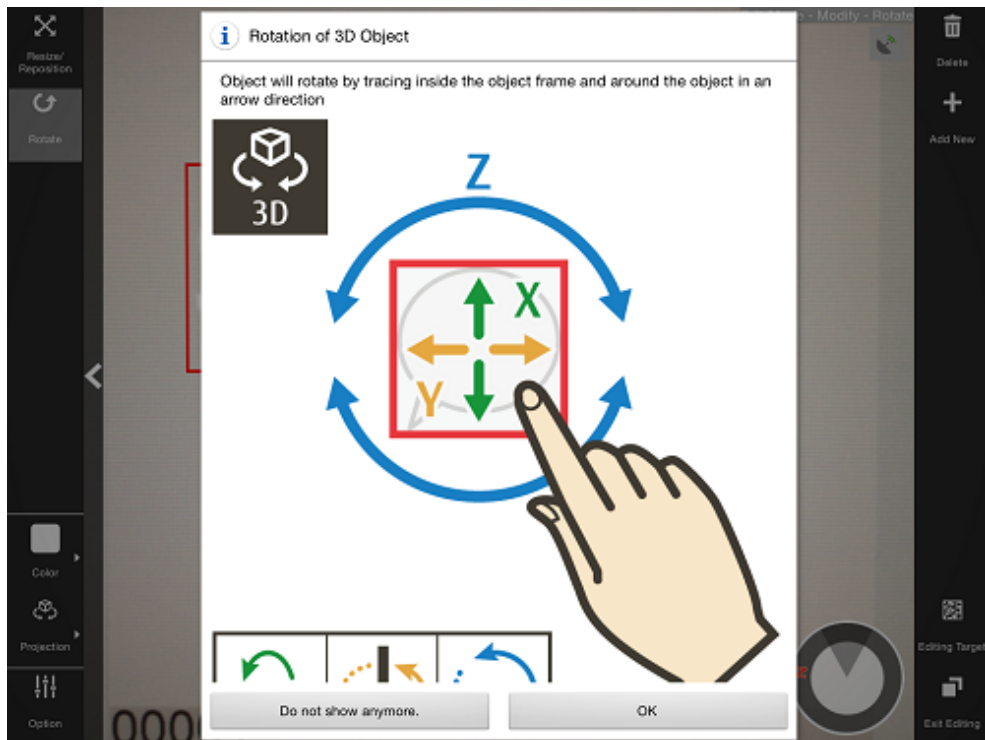 Resize/
Reposition
Rotate
Color
Projection
Option
Rotation of 3D Object
Object will rotate by tracing inside the object frame and around the object in an
arrow direction
3D
Z
X
Y
Do not show anymore.
OK
- Modify - Rotate
Delete
Add New
Editing Target
Exit Editing